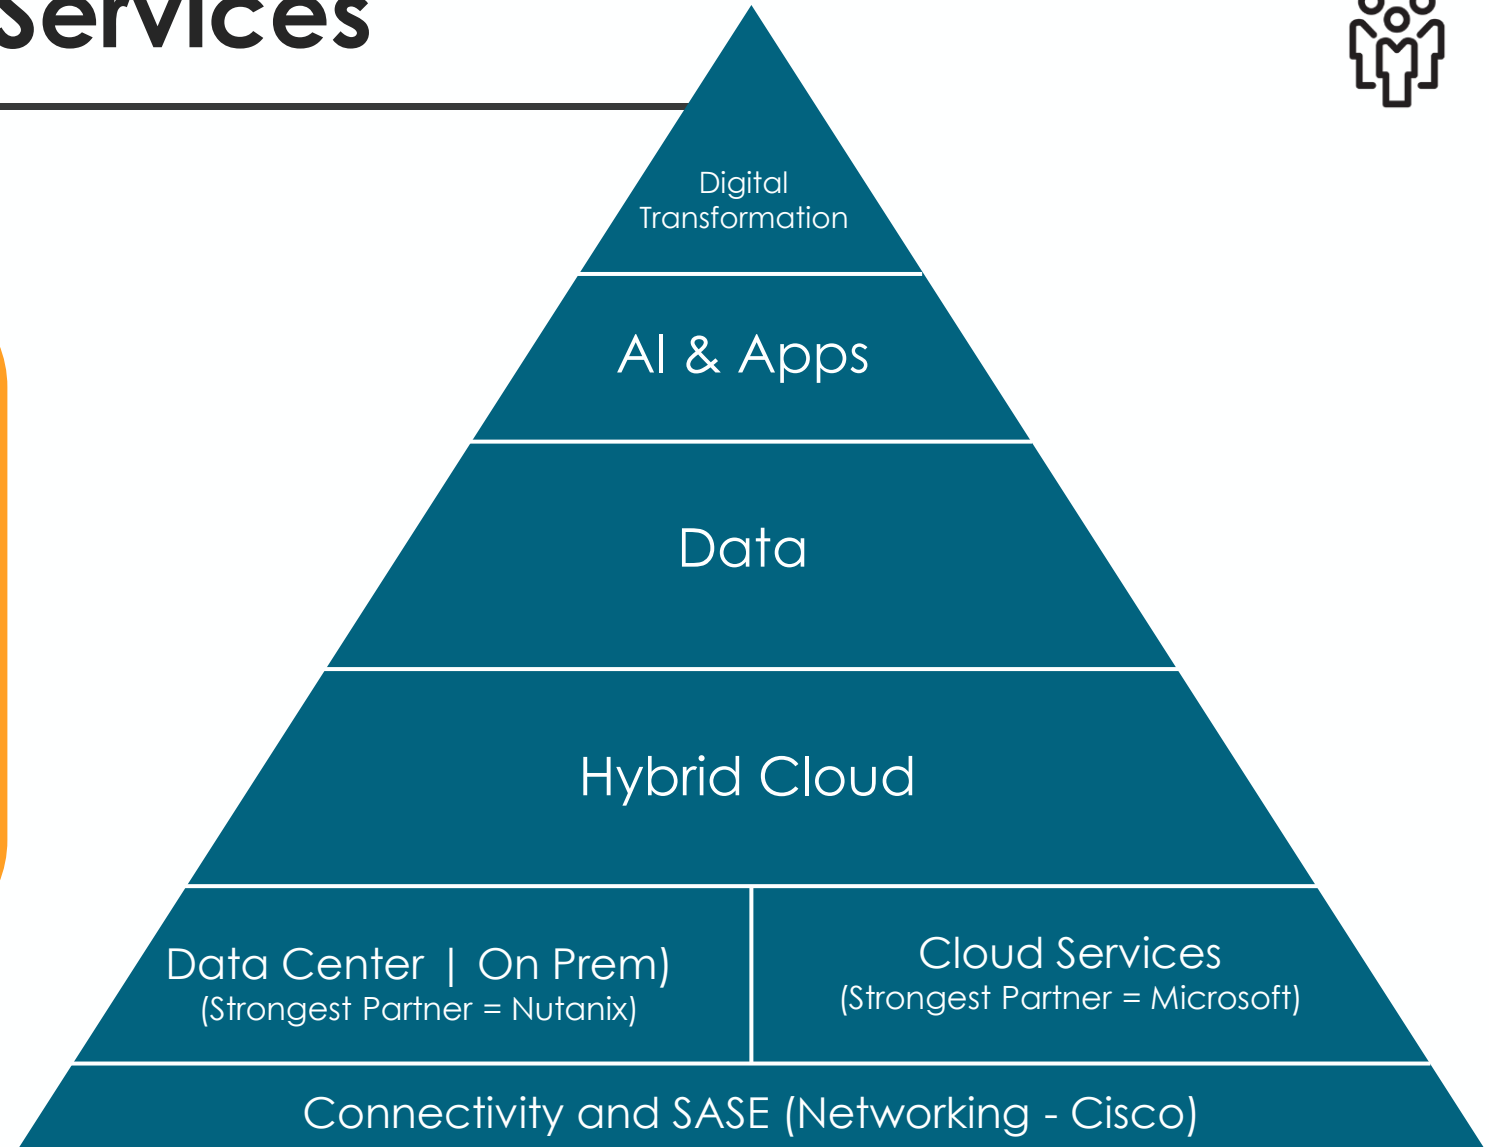 Services
Digital
Transformation
AI & Apps
Data
Hybrid Cloud
Data Center | On Prem)
(Strongest Partner = Nutanix)
Cloud Services
(Strongest Partner = Microsoft)
Connectivity and SASE (Networking - Cisco)